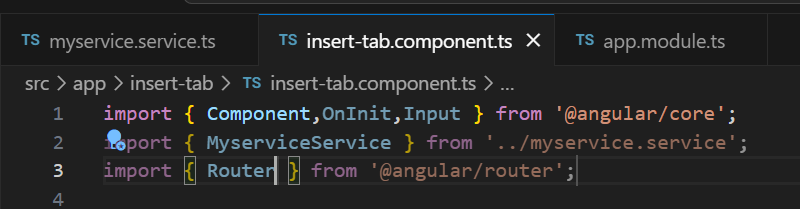 TS myservice.service.ts TS insert-tab.component.ts × TS app.module.ts
src > app > insert-tab > TS insert-tab.component.ts > ...
1 import { Component,OnInit,Input } from '@angular/core';
2 import { MyserviceService } from '../myservice.service';
3 import { Router } from '@angular/router';
4